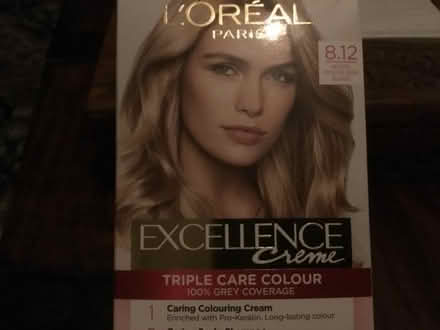 L'ORÉAL
PARIS
8.12
EXCELLENCE
Creme
TRIPLE CARE COLOUR
100% GREY COVERAGE
1 Caring Colouring Cream
Enriched with Pro-Keratin. Long-lasting colour